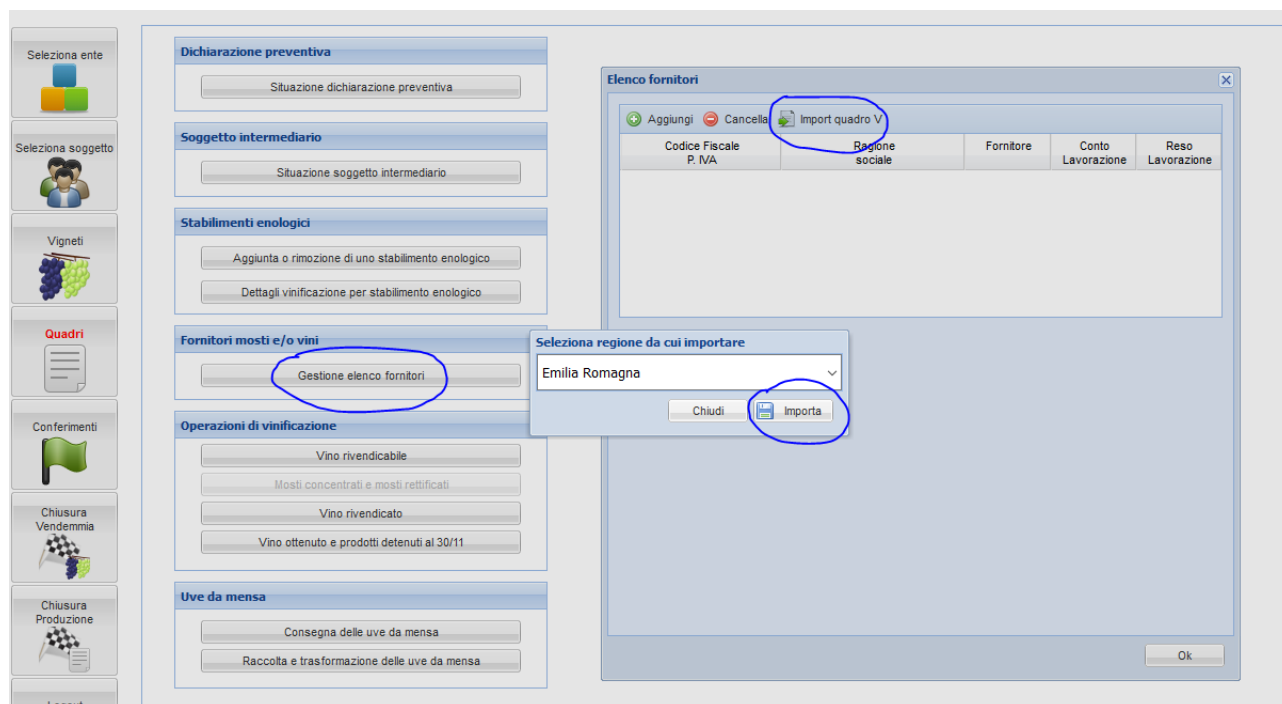 Seleziona ente
Seleziona soggetto
Vigneti
Quadri
Conferimenti
Chiusura
Vendemmia
Chiusura
Produzione
Dichiarazione preventiva
Situazione dichiarazione preventiva
Soggetto intermediario
Situazione soggetto intermediario
Stabilimenti enologici
Aggiunta o rimozione di uno stabilimento enologico
Dettagli vinificazione per stabilimento enologico
Fornitori mosti e/o vini
Gestione elenco fornitori
Operazioni di vinificazione
Vino rivendicabile
Mosti concentrati e mosti rettificati
Vino rivendicato
Vino ottenuto e prodotti detenuti al 30/11
Uve da mensa
Consegna delle uve da mensa
Raccolta e trasformazione delle uve da mensa
Elenco fornitori
Aggiungi Cancella Import quadro V
Codice Fiscale
P. IVA
Ragione
sociale
Fornitore
Conto
Lavorazione
Reso
Lavorazione
Seleziona regione da cui importare
Emilia Romagna
Chiudi Importa
Ok